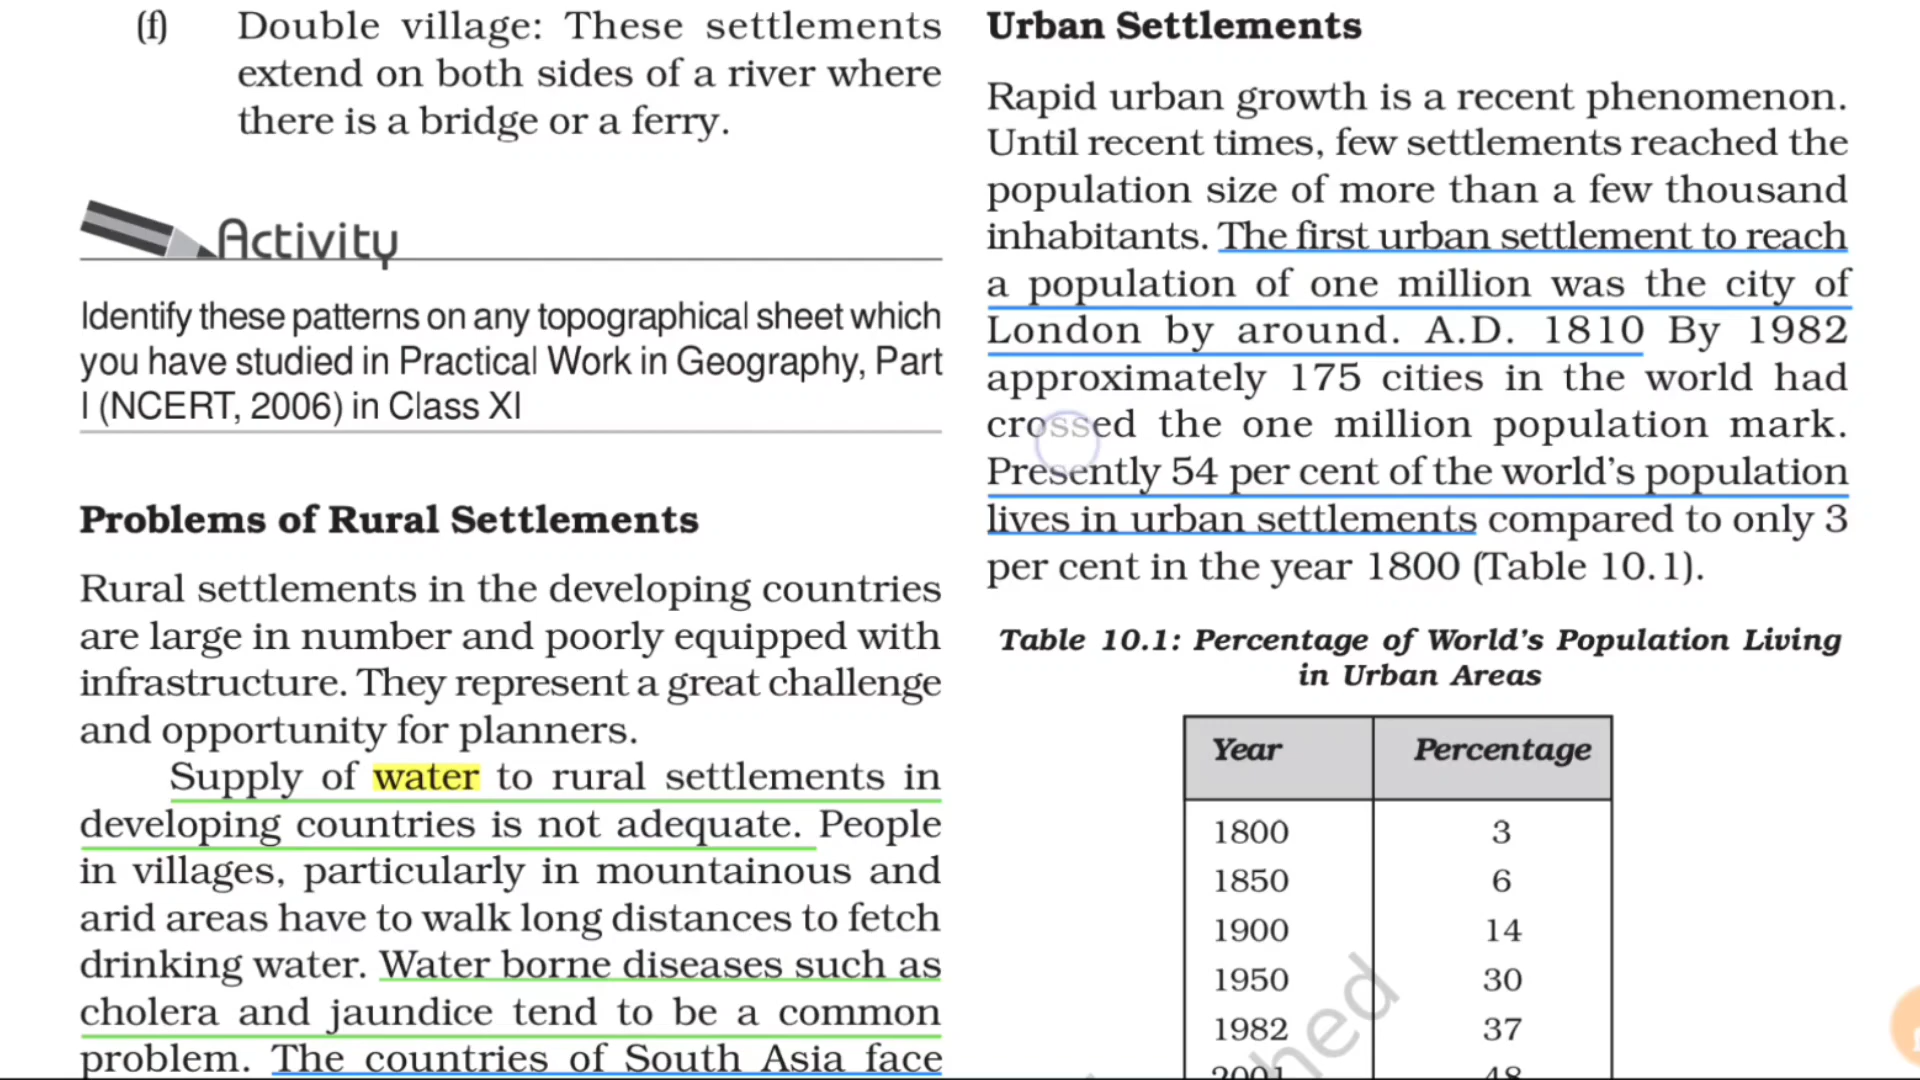 (f) Double village: These settlements
extend on both sides of a river where
there is a bridge or a ferry.
Activity
Identify these patterns on any topographical sheet which
you have studied in Practical Work in Geography, Part
I (NCERT, 2006) in Class XI
Problems of Rural Settlements
Rural settlements in the developing countries
are large in number and poorly equipped with
infrastructure. They represent a great challenge
and opportunity for planners.
Supply of water to rural settlements in
developing countries is not adequate. People
in villages, particularly in mountainous and
arid areas have to walk long distances to fetch
drinking water. Water borne diseases such as
cholera and jaundice tend to be a common
problem. The countries of South Asia face
Urban Settlements
Rapid urban growth is a recent phenomenon.
Until recent times, few settlements reached the
population size of more than a few thousand
inhabitants. The first urban settlement to reach
a population of one million was the city of
London by around. A.D. 1810 By 1982
approximately 175 cities in the world had
crossed the one million population mark.
Presently 54 per cent of the world's population
lives in urban settlements compared to only 3
per cent in the year 1800 (Table 10.1).
Table 10.1: Percentage of World's Population Living
in Urban Areas
Year Percentage
1800 3
1850 6
1900 14
1950 30
1982 37
2001 48
hed